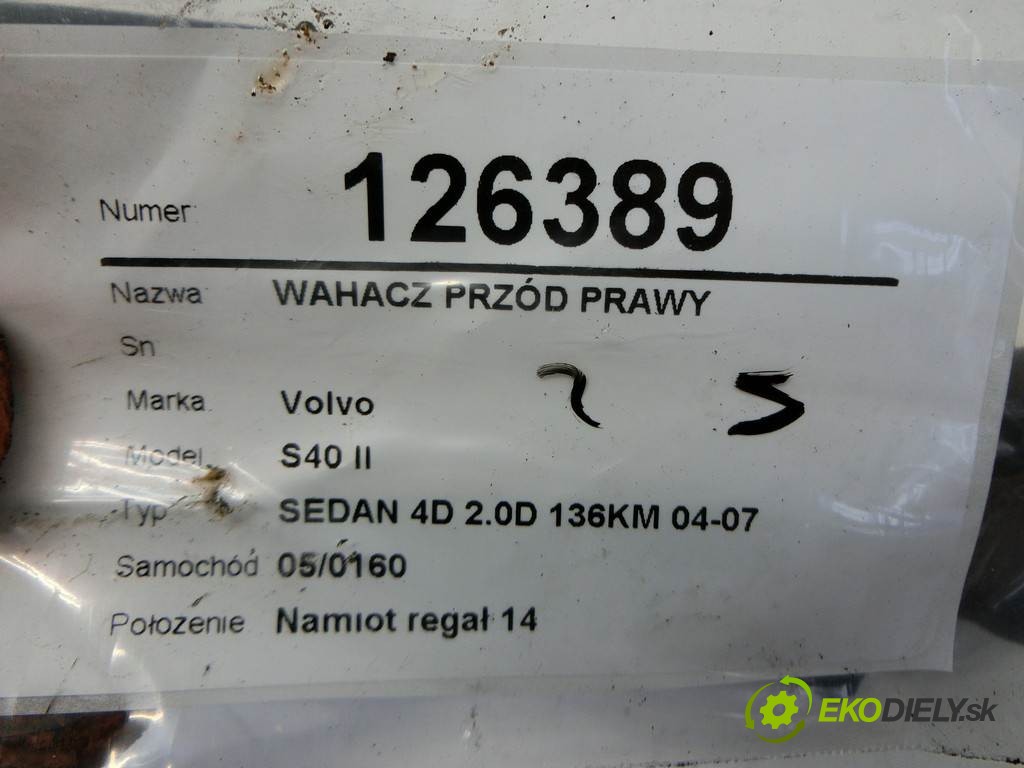 Numer 126389
Nazwa WAHACZ PRZÓD PRAWY
Sn
Marka Volvo
Model S40 II
Typ SEDAN 4D 2.0D 136KM 04-07
Samochód 05/0160
Położenie Namiot regał 14
EKODIELY.sk